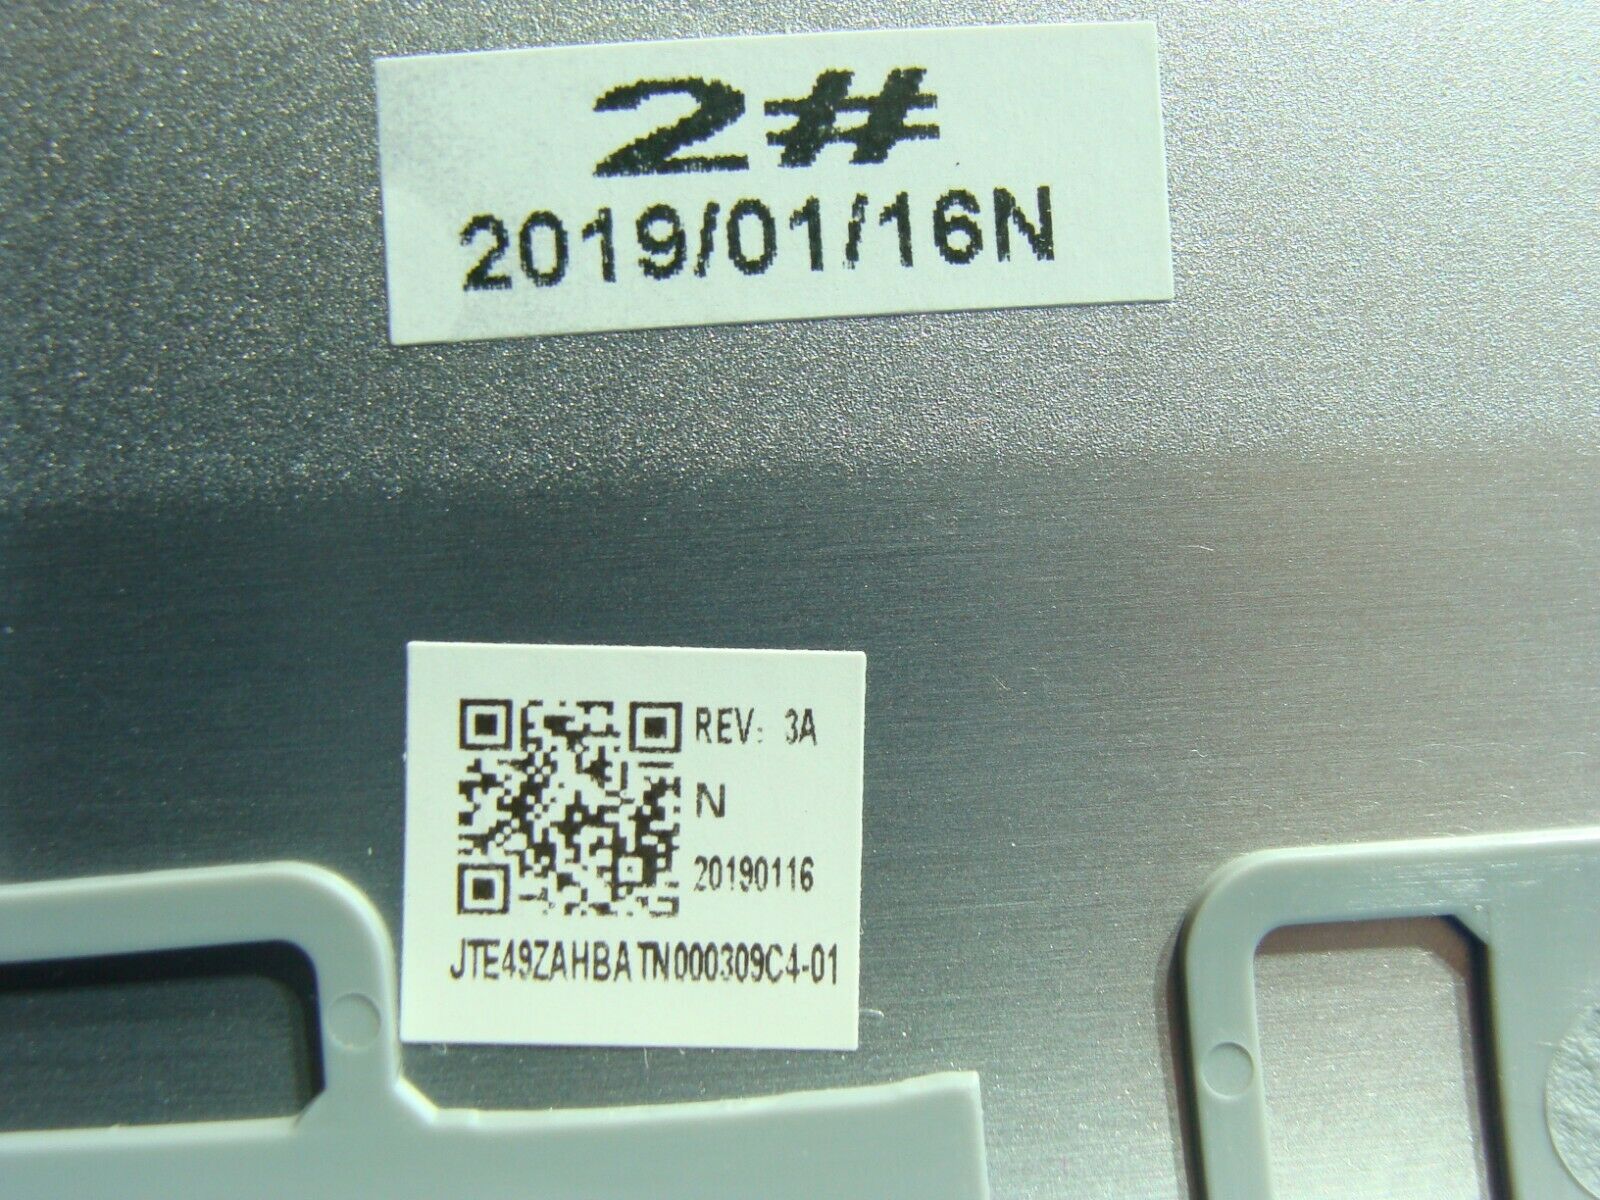 2#
2019/01/16N
REV: 3A
N
20190116
JTE49ZAHBATN000309C4-01